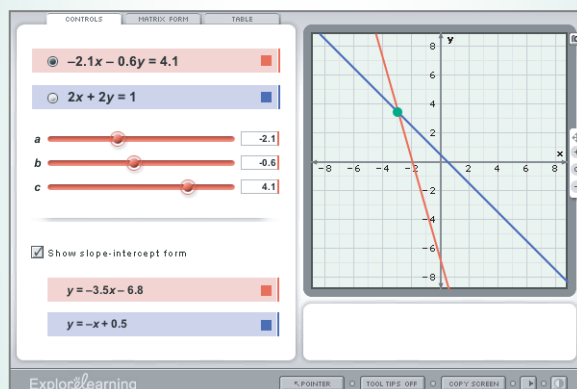 CONTROLS MATRIX FORM TABLE
−2.1x − 0.6y = 4.1
2x + 2y = 1
a -2.1
b -0.6
c 4.1
Show slope-intercept form
y = −3.5x − 6.8
y = −x + 0.5
y
8
6
4
2
x
−8 −6 −4 −2 2 4 6 8
−2
−4
−6
−8
ExploreLearning
POINTER TOOL TIPS OFF COPY SCREEN